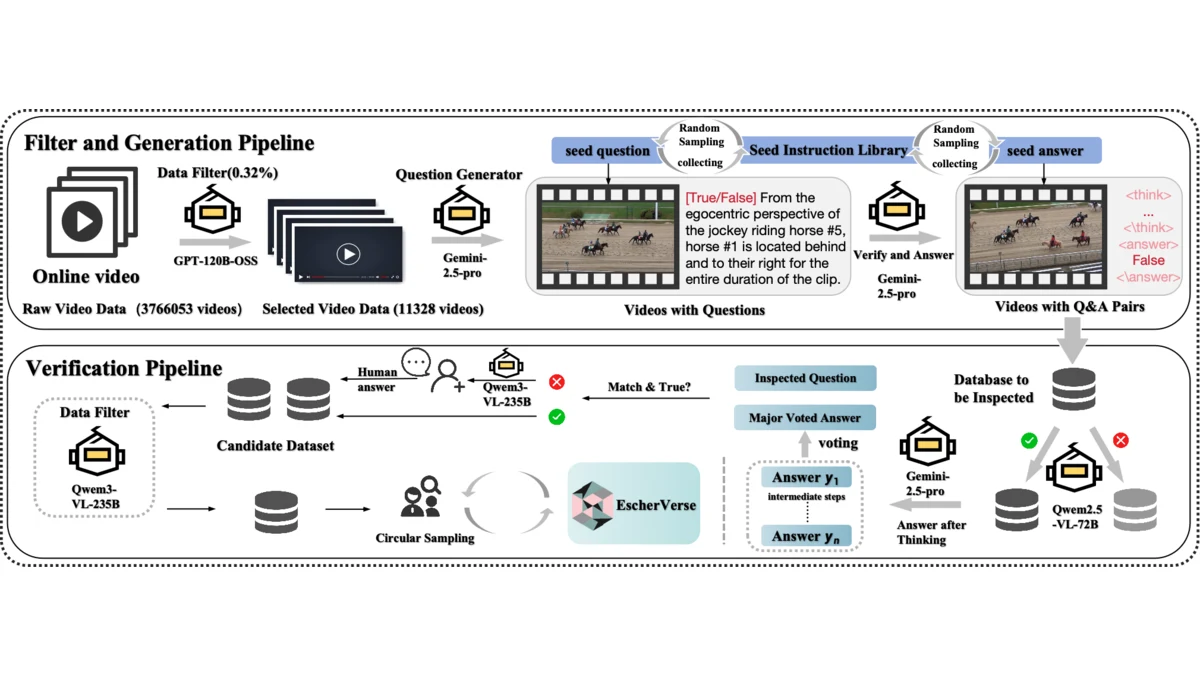 Filter and Generation Pipeline
Data Filter(0.32%)
GPT-120B-OSS
Online video
Raw Video Data (3766053 videos)
Selected Video Data (11328 videos)
Question Generator
Gemini-
2.5-pro
seed question
Random
Sampling
collecting
Seed Instruction Library
Random
Sampling
collecting
seed answer
[True/False] From the
egocentric perspective of
the jockey riding horse #5,
horse #1 is located behind
and to their right for the
entire duration of the clip.
Videos with Questions
Verify and Answer
Gemini-
2.5-pro
<think>
...
<\think>
<answer>
False
<\answer>
Videos with Q&A Pairs
Verification Pipeline
Data Filter
Qwem3-
VL-235B
Candidate Dataset
Human
answer
Qwem3-
VL-235B
Match & True?
Inspected Question
Major Voted Answer
voting
Answer y1
intermediate steps
Answer yn
Gemini-
2.5-pro
Answer after
Thinking
Database to
be Inspected
Qwem2.5
-VL-72B
Circular Sampling
EscherVerse